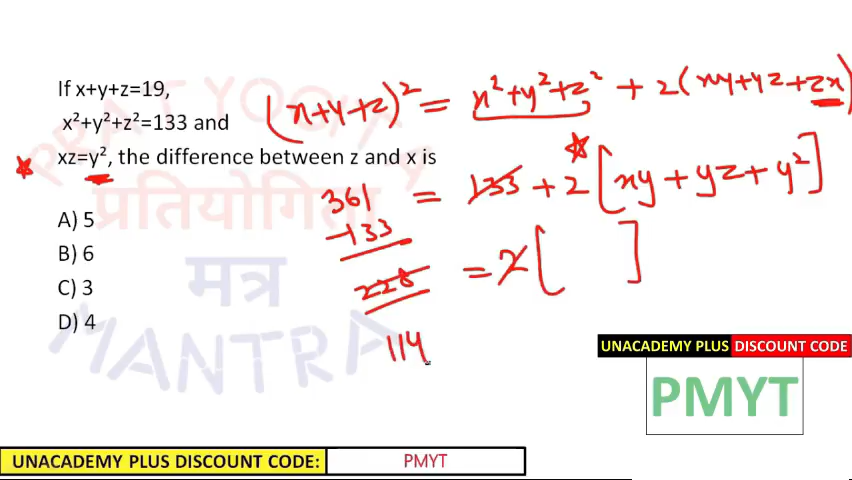 If x+y+z=19,
x²+y²+z²=133 and
xz=y², the difference between z and x is
A) 5
B) 6
C) 3
D) 4
(x+y+z)² = x²+y²+z² + 2(xy+yz+zx)
361 = 133 + 2[xy+yz+y²]
-133
228 = 2[ ]
114
PRATIYOGITA
प्रतियोगिता
मंत्र
MANTRA
UNACADEMY PLUS DISCOUNT CODE
PMYT
UNACADEMY PLUS DISCOUNT CODE: PMYT